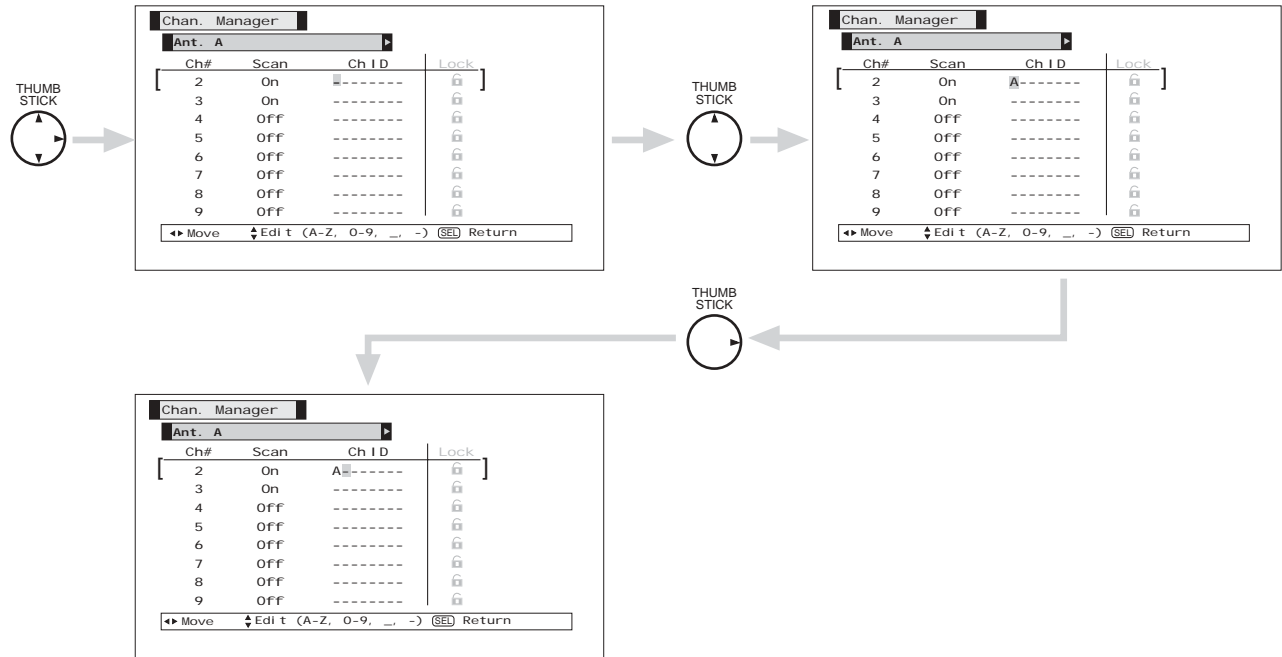 THUMB
STICK
Chan. Manager
Ant. A
Ch# Scan Ch ID Lock
2 On --------
3 On --------
4 Off --------
5 Off --------
6 Off --------
7 Off --------
8 Off --------
9 Off --------
Move Edit (A-Z, 0-9, _, -) SEL Return
THUMB
STICK
Chan. Manager
Ant. A
Ch# Scan Ch ID Lock
2 On A-------
3 On --------
4 Off --------
5 Off --------
6 Off --------
7 Off --------
8 Off --------
9 Off --------
Move Edit (A-Z, 0-9, _, -) SEL Return
THUMB
STICK
Chan. Manager
Ant. A
Ch# Scan Ch ID Lock
2 On A-------
3 On --------
4 Off --------
5 Off --------
6 Off --------
7 Off --------
8 Off --------
9 Off --------
Move Edit (A-Z, 0-9, _, -) SEL Return